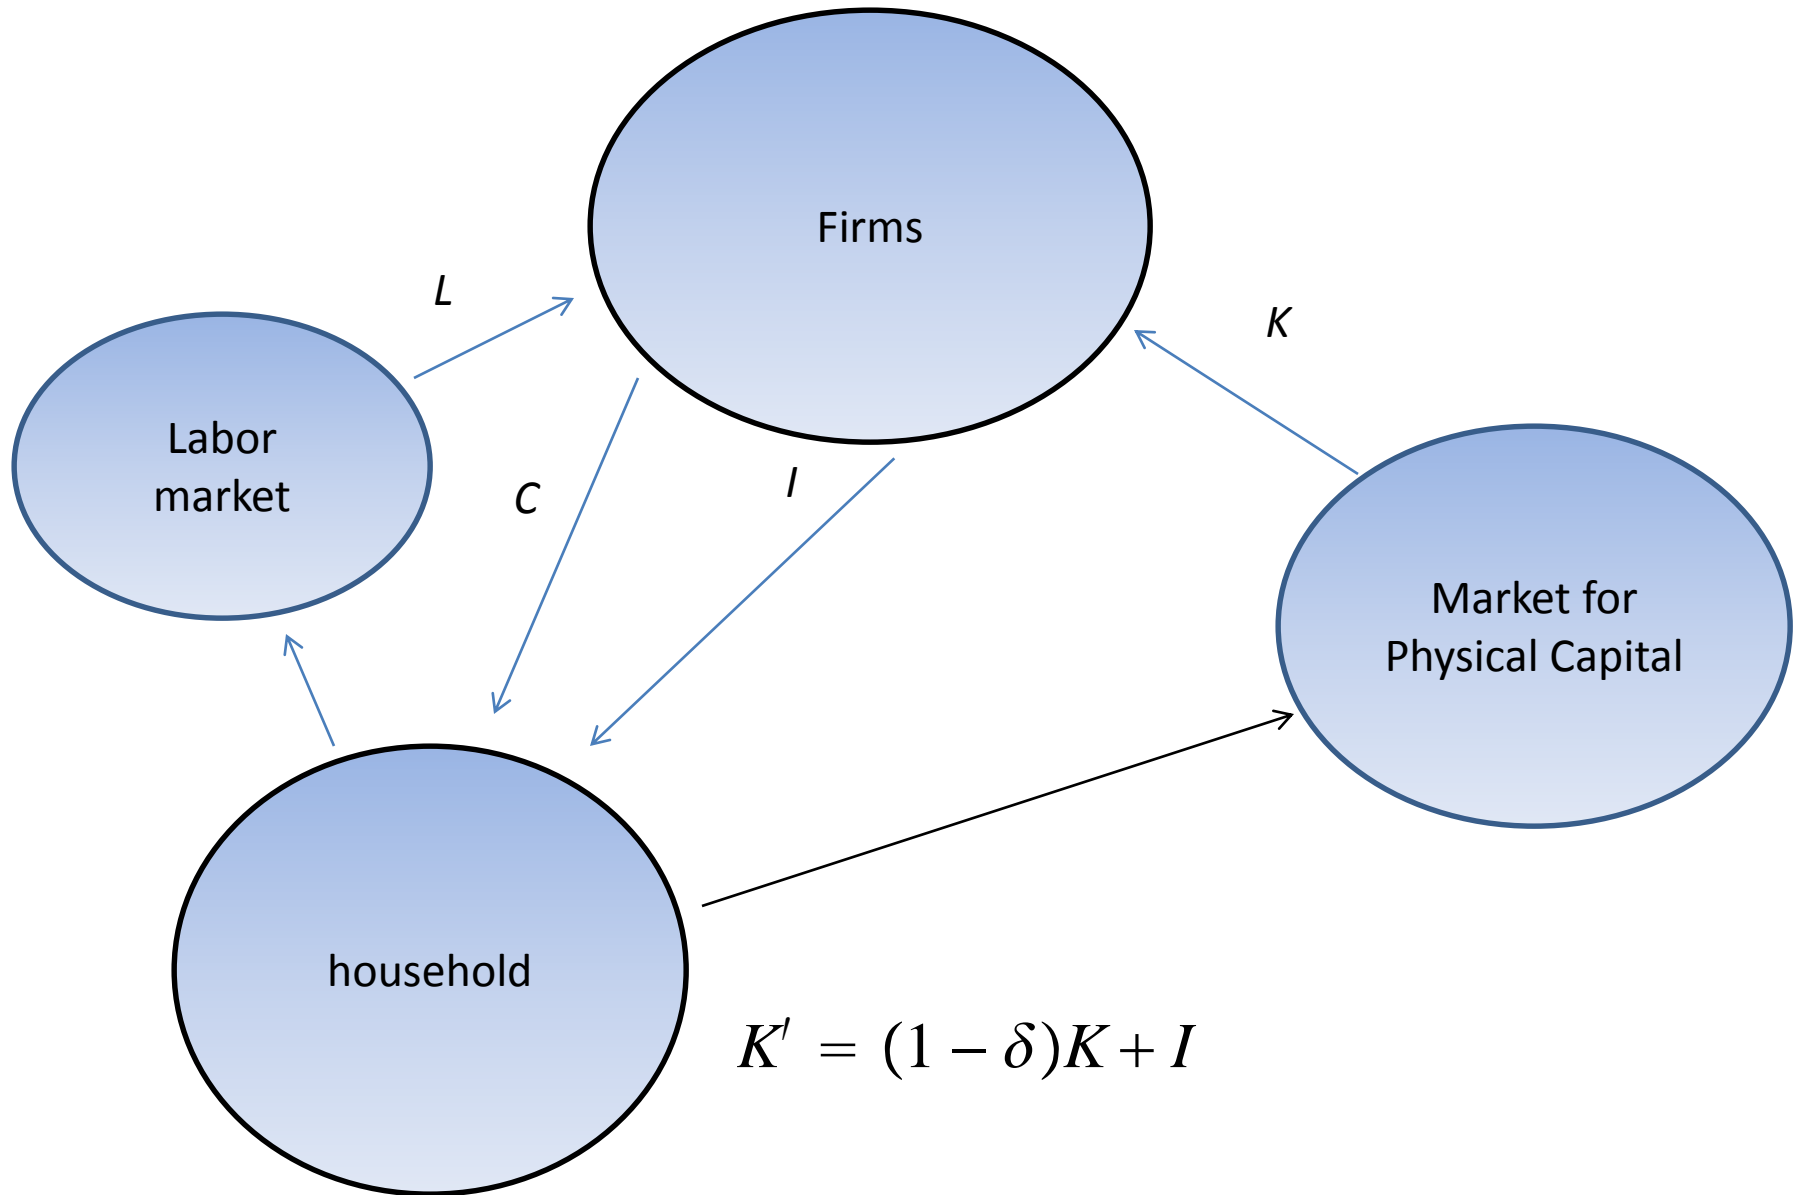 Firms
L
K
Labor
market
C
I
Market for
Physical Capital
household
K′ = (1 − δ)K + I